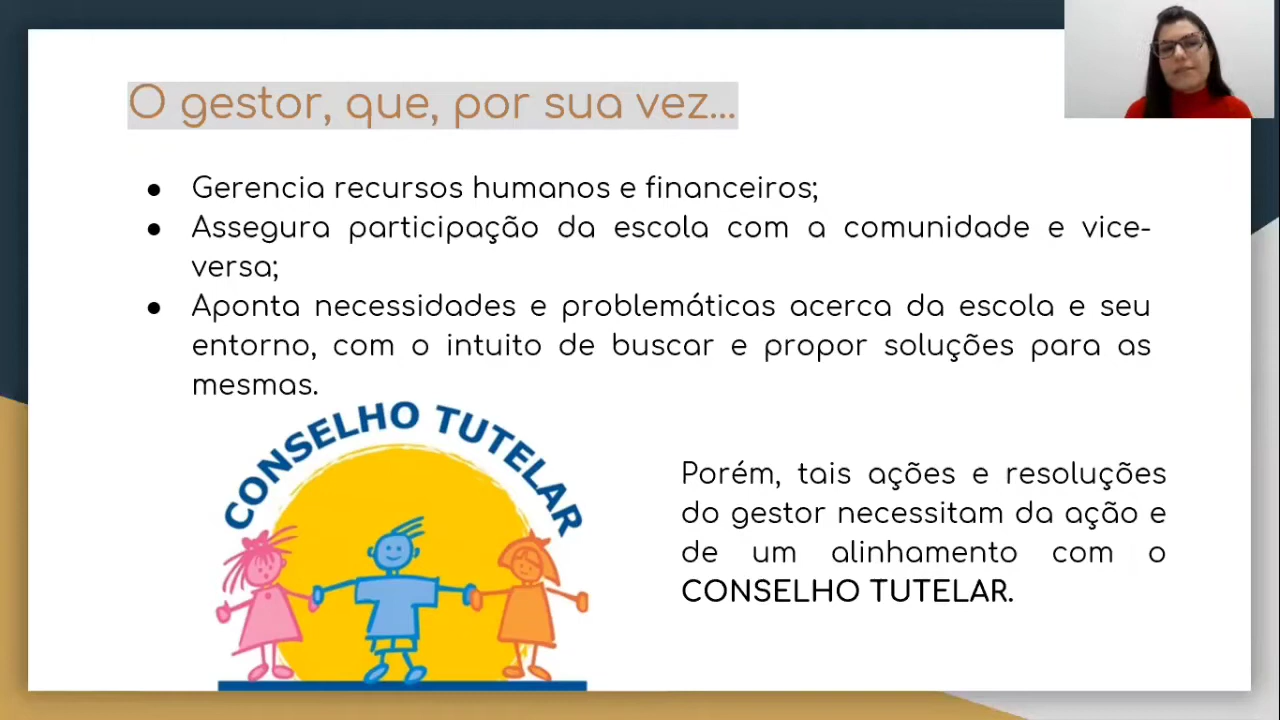 O gestor, que, por sua vez...
● Gerencia recursos humanos e financeiros;
● Assegura participação da escola com a comunidade e vice-
versa;
● Aponta necessidades e problemáticas acerca da escola e seu
entorno, com o intuito de buscar e propor soluções para as
mesmas.
CONSELHO TUTELAR
Porém, tais ações e resoluções
do gestor necessitam da ação e
de um alinhamento com o
CONSELHO TUTELAR.